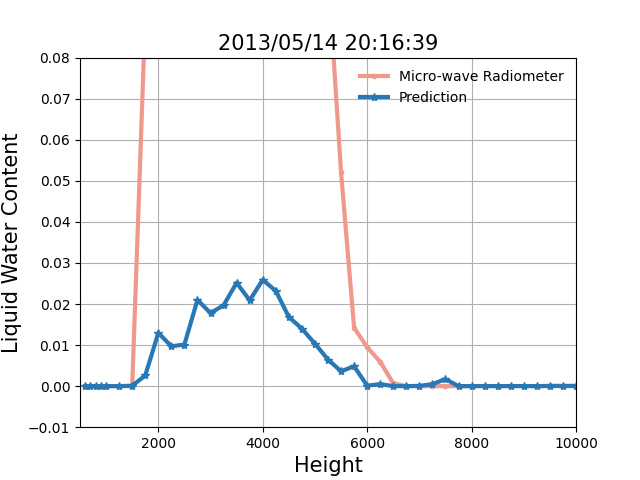 2013/05/14 20:16:39
Micro-wave Radiometer
Prediction
Liquid Water Content
0.08
0.07
0.06
0.05
0.04
0.03
0.02
0.01
0.00
−0.01
2000 4000 6000 8000 10000
Height